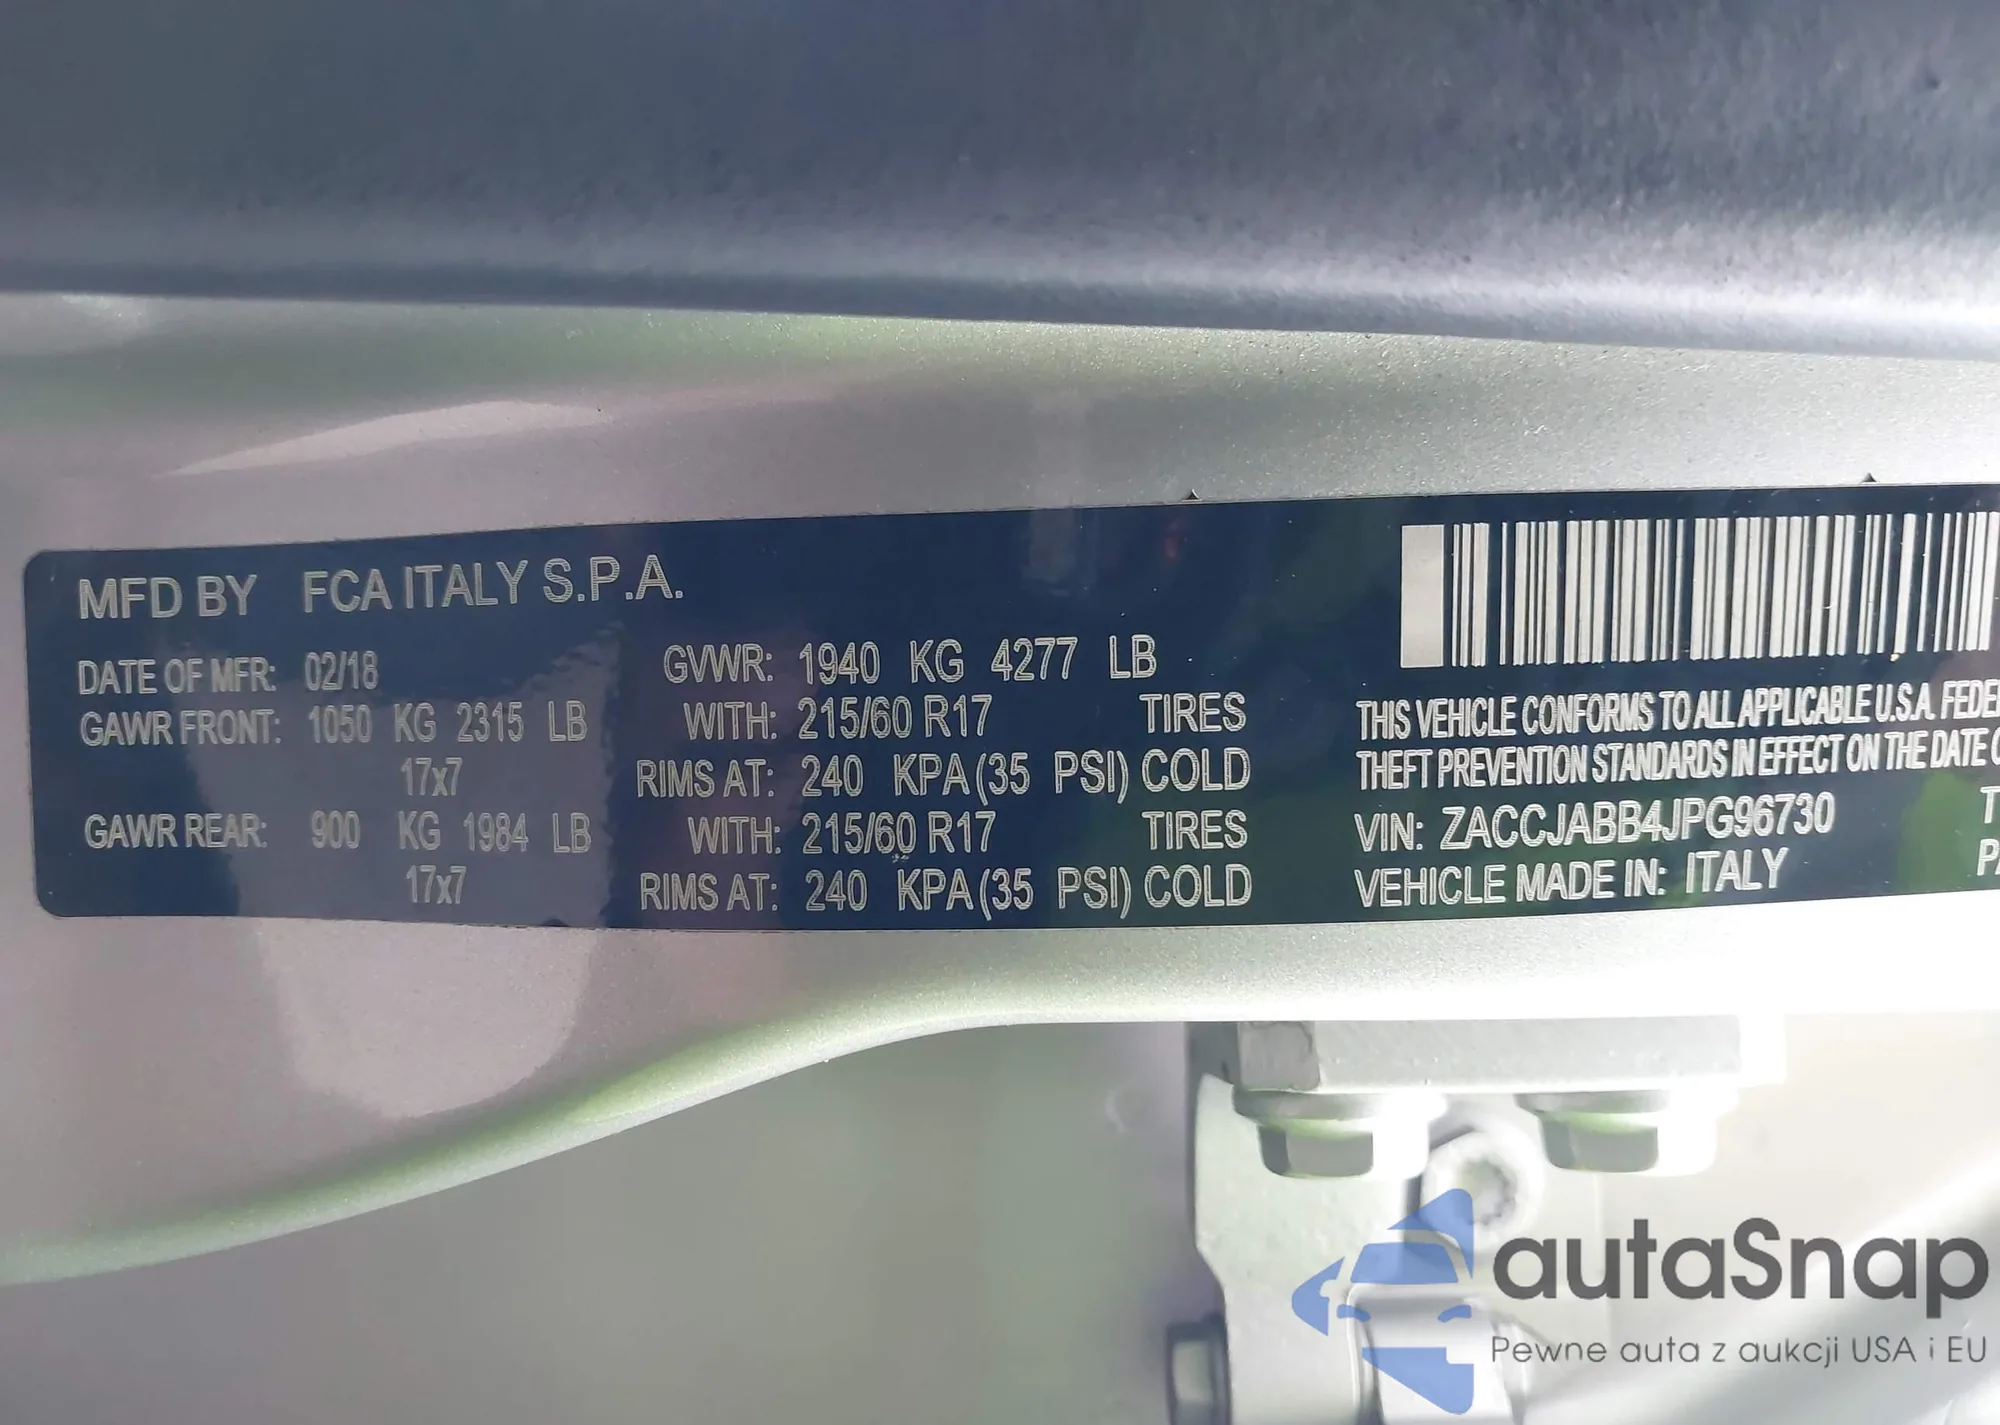 MFD BY FCA ITALY S.P.A.
DATE OF MFR: 02/18 GVWR: 1940 KG 4277 LB
GAWR FRONT: 1050 KG 2315 LB WITH: 215/60 R17 TIRES
17x7 RIMS AT: 240 KPA (35 PSI) COLD
GAWR REAR: 900 KG 1984 LB WITH: 215/60 R17 TIRES
17x7 RIMS AT: 240 KPA (35 PSI) COLD
THIS VEHICLE CONFORMS TO ALL APPLICABLE U.S.A. FEDE
THEFT PREVENTION STANDARDS IN EFFECT ON THE DATE
VIN: ZACCJABB4JPG96730
VEHICLE MADE IN: ITALY
autaSnap
Pewne auta z aukcji USA i EU